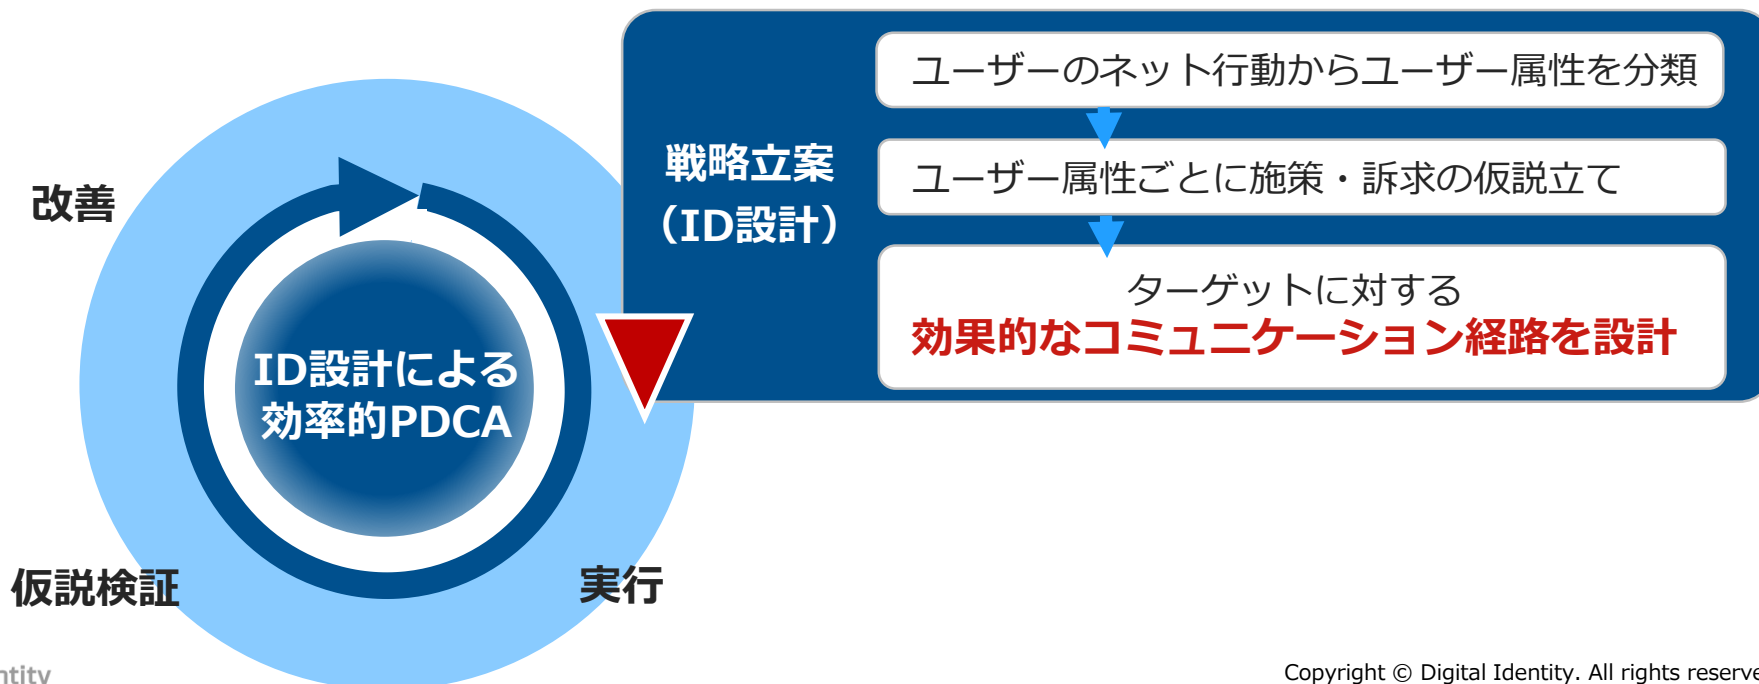 ユーザーのネット行動からユーザー属性を分類
戦略立案
（ID設計）
ユーザー属性ごとに施策・訴求の仮説立て
ターゲットに対する
効果的なコミュニケーション経路を設計
改善
ID設計による
効率的PDCA
仮説検証
実行
Copyright © Digital Identity. All rights reserve